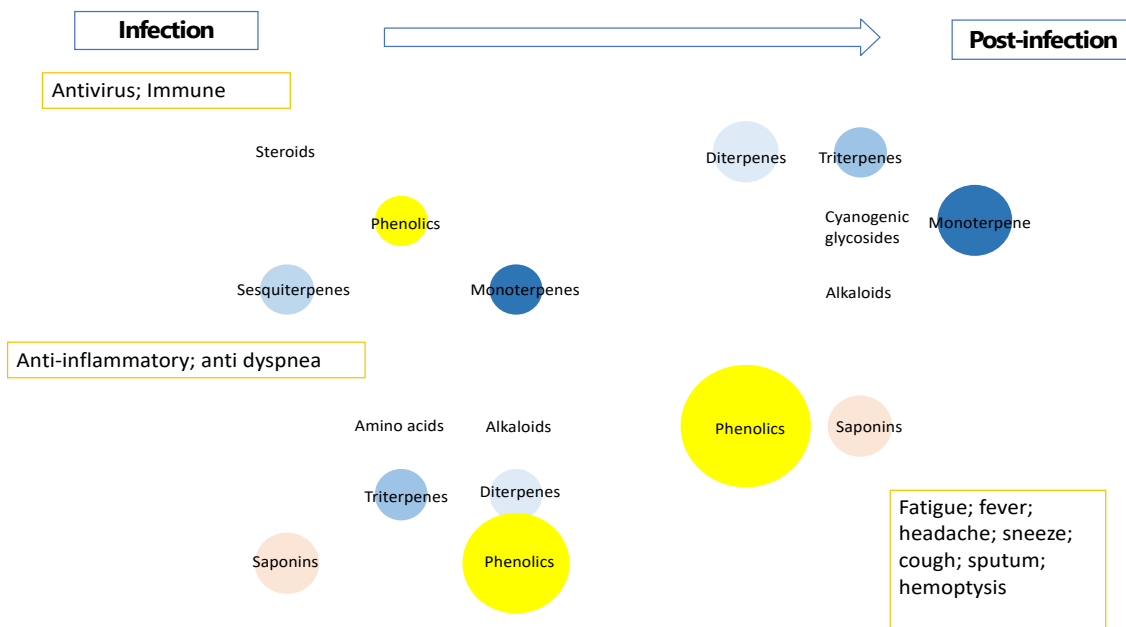 Infection
Post-infection
Antivirus; Immune
Steroids
Diterpenes
Triterpenes
Phenolics
Cyanogenic
glycosides
Monoterpene
Sesquiterpenes
Monoterpenes
Alkaloids
Anti-inflammatory; anti dyspnea
Amino acids
Alkaloids
Phenolics
Saponins
Triterpenes
Diterpenes
Saponins
Phenolics
Fatigue; fever;
headache; sneeze;
cough; sputum;
hemoptysis